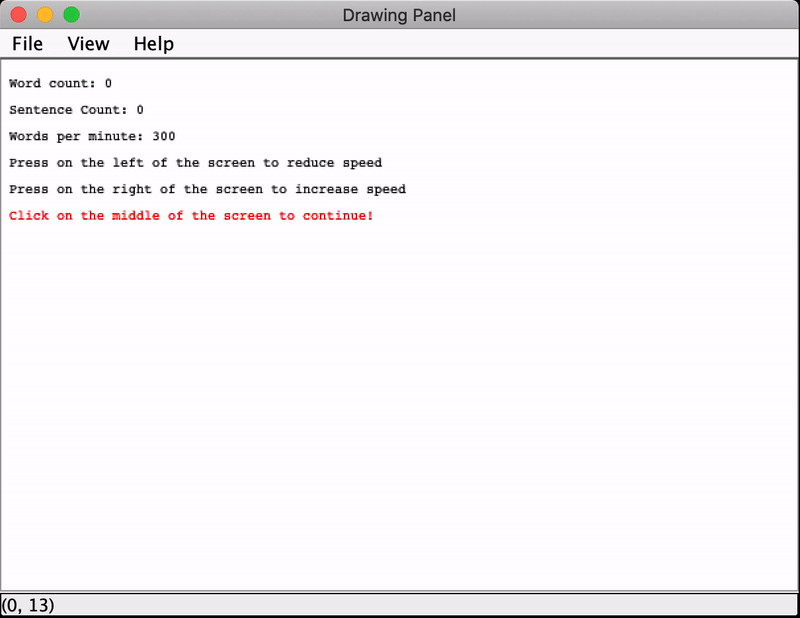 Drawing Panel
File View Help
Word count: 0
Sentence Count: 0
Words per minute: 300
Press on the left of the screen to reduce speed
Press on the right of the screen to increase speed
Click on the middle of the screen to continue!
(0, 13)